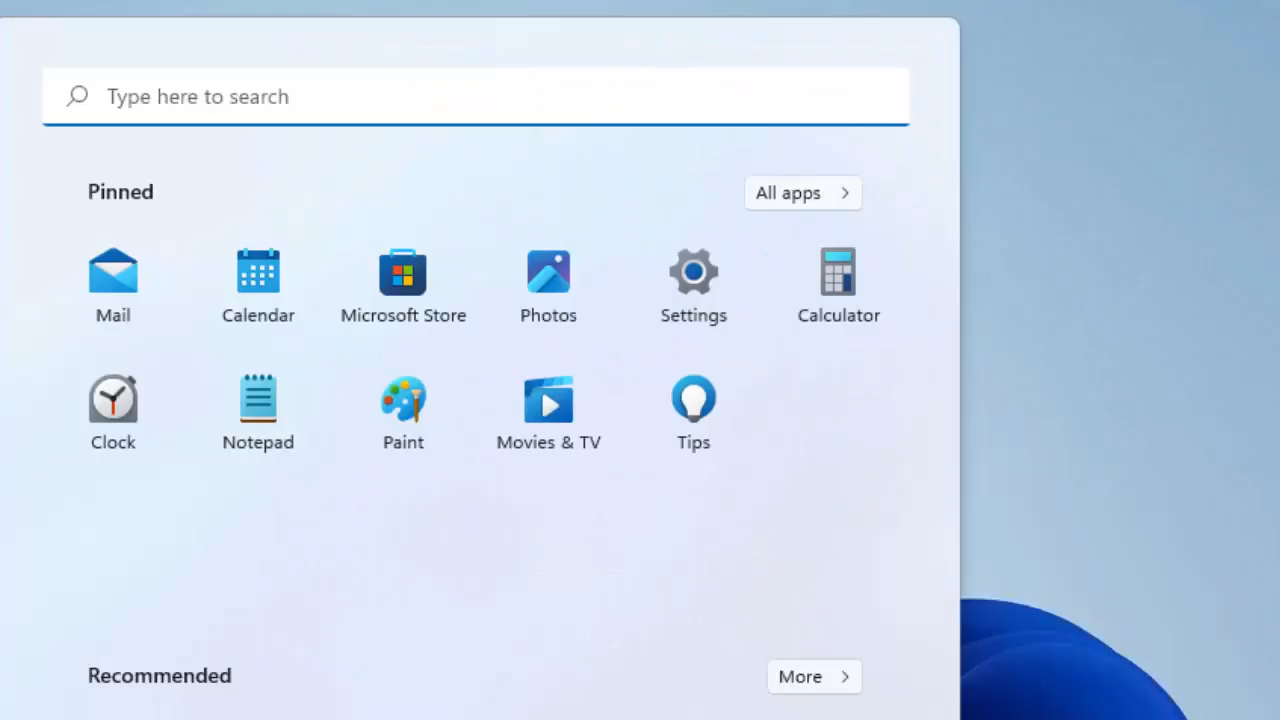 Type here to search
Pinned
All apps
Mail
Calendar
Microsoft Store
Photos
Settings
Calculator
Clock
Notepad
Paint
Movies & TV
Tips
Recommended
More